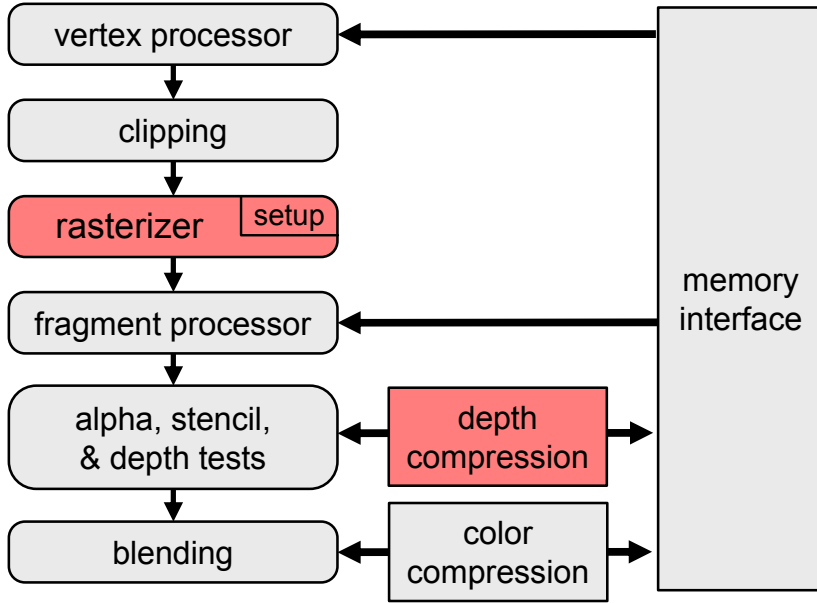 vertex processor
clipping
rasterizer
setup
fragment processor
alpha, stencil,
& depth tests
blending
depth
compression
color
compression
memory
interface